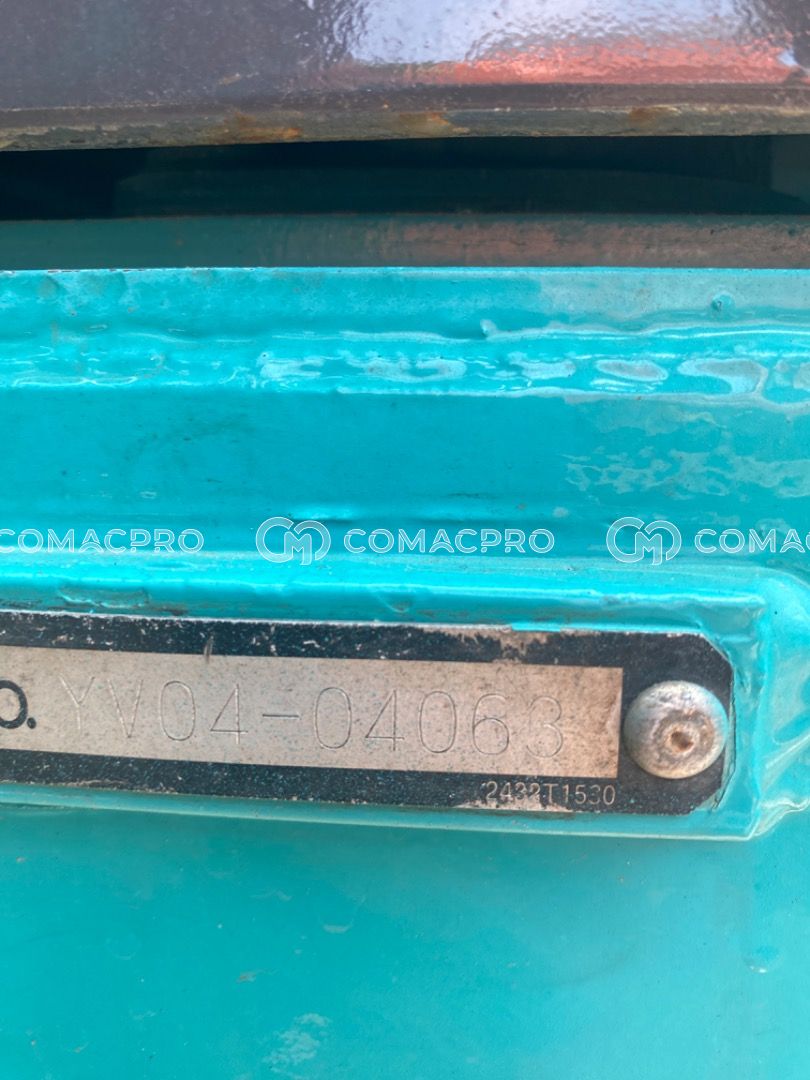 COMACPRO COMACPRO COMAC
O. YV04-04063
2432T1530